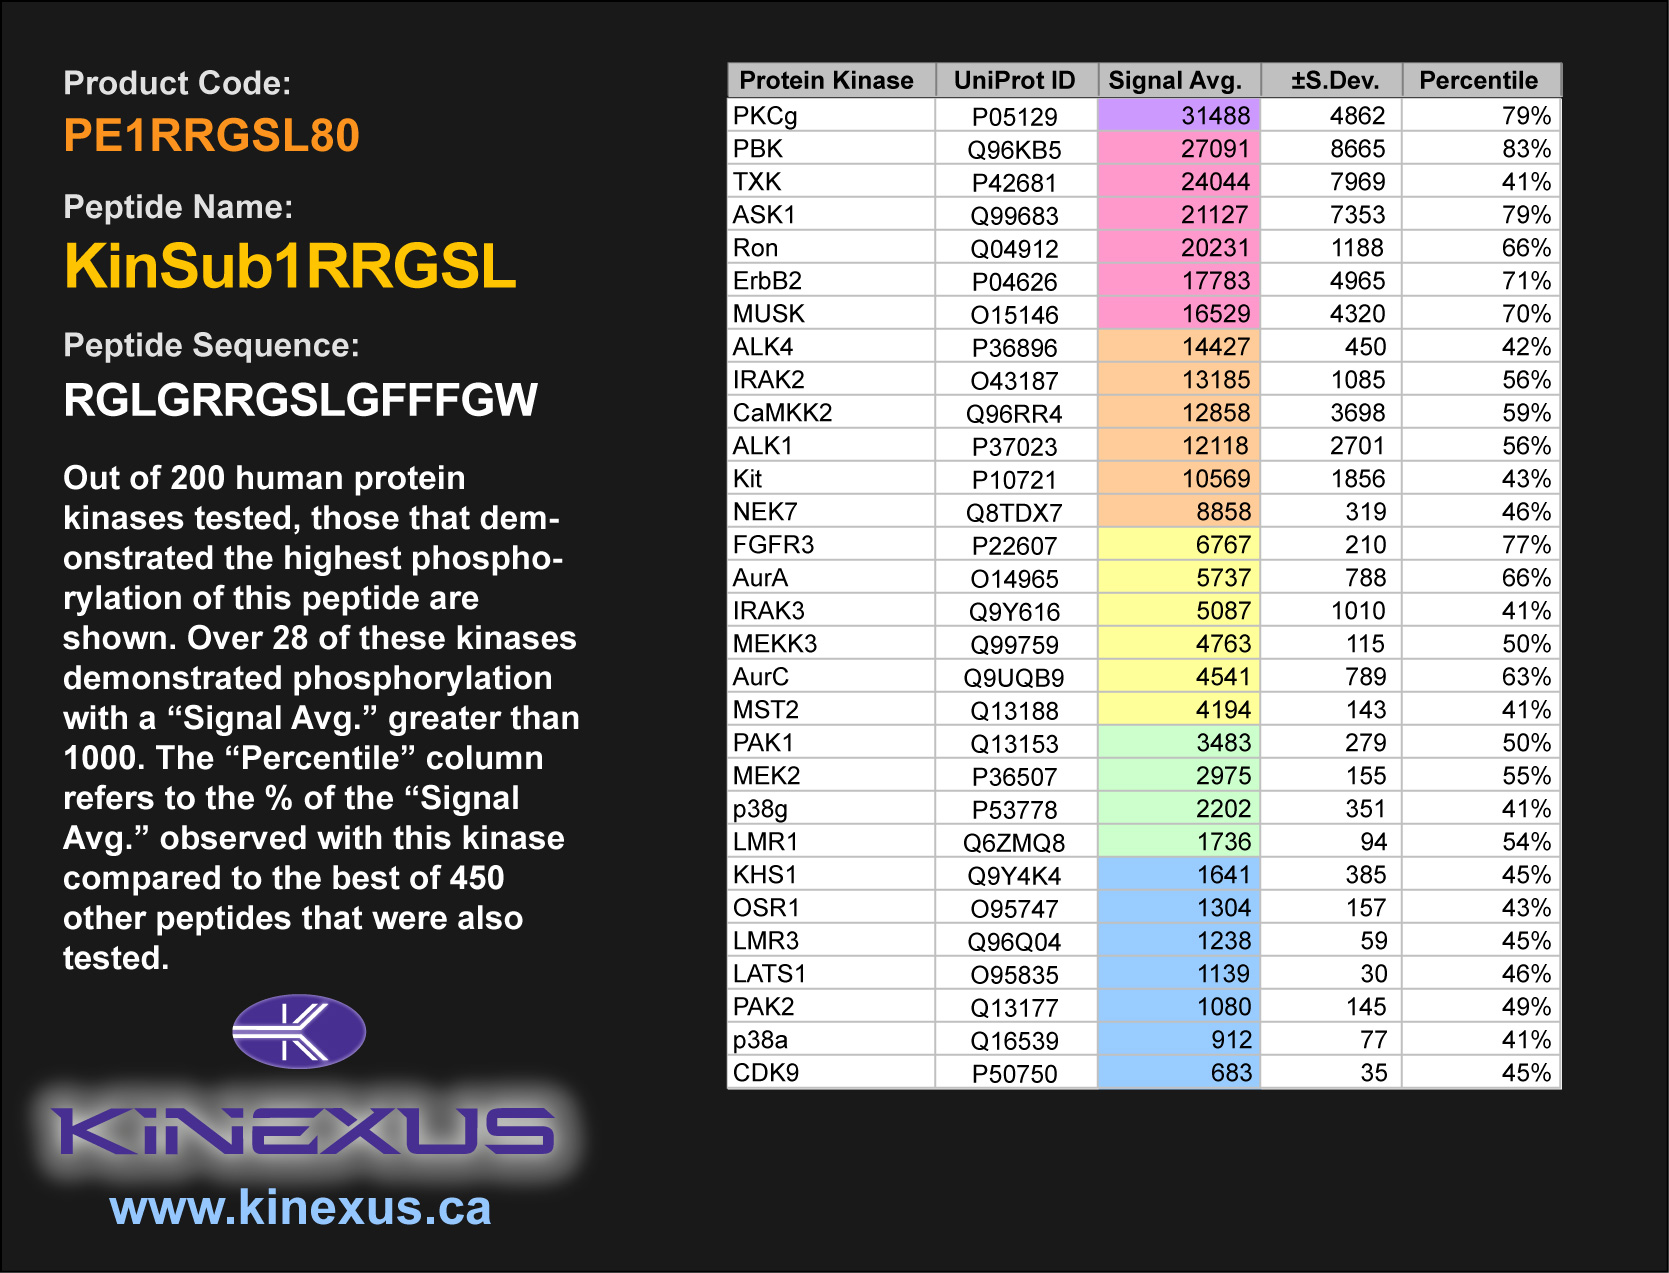 Product Code:
PE1RRGSL80
Peptide Name:
KinSub1RRGSL
Peptide Sequence:
RGLGRRGSLGFFFGW
Out of 200 human protein
kinases tested, those that dem-
onstrated the highest phospho-
rylation of this peptide are
shown. Over 28 of these kinases
demonstrated phosphorylation
with a “Signal Avg.” greater than
1000. The “Percentile” column
refers to the % of the “Signal
Avg.” observed with this kinase
compared to the best of 450
other peptides that were also
tested.
KINEXUS
www.kinexus.ca
Protein Kinase UniProt ID Signal Avg. ±S.Dev. Percentile
PKCg P05129 31488 4862 79%
PBK Q96KB5 27091 8665 83%
TXK P42681 24044 7969 41%
ASK1 Q99683 21127 7353 79%
Ron Q04912 20231 1188 66%
ErbB2 P04626 17783 4965 71%
MUSK O15146 16529 4320 70%
ALK4 P36896 14427 450 42%
IRAK2 O43187 13185 1085 56%
CaMKK2 Q96RR4 12858 3698 59%
ALK1 P37023 12118 2701 56%
Kit P10721 10569 1856 43%
NEK7 Q8TDX7 8858 319 46%
FGFR3 P22607 6767 210 77%
AurA O14965 5737 788 66%
IRAK3 Q9Y616 5087 1010 41%
MEKK3 Q99759 4763 115 50%
AurC Q9UQB9 4541 789 63%
MST2 Q13188 4194 143 41%
PAK1 Q13153 3483 279 50%
MEK2 P36507 2975 155 55%
p38g P53778 2202 351 41%
LMR1 Q6ZMQ8 1736 94 54%
KHS1 Q9Y4K4 1641 385 45%
OSR1 O95747 1304 157 43%
LMR3 Q96Q04 1238 59 45%
LATS1 O95835 1139 30 46%
PAK2 Q13177 1080 145 49%
p38a Q16539 912 77 41%
CDK9 P50750 683 35 45%